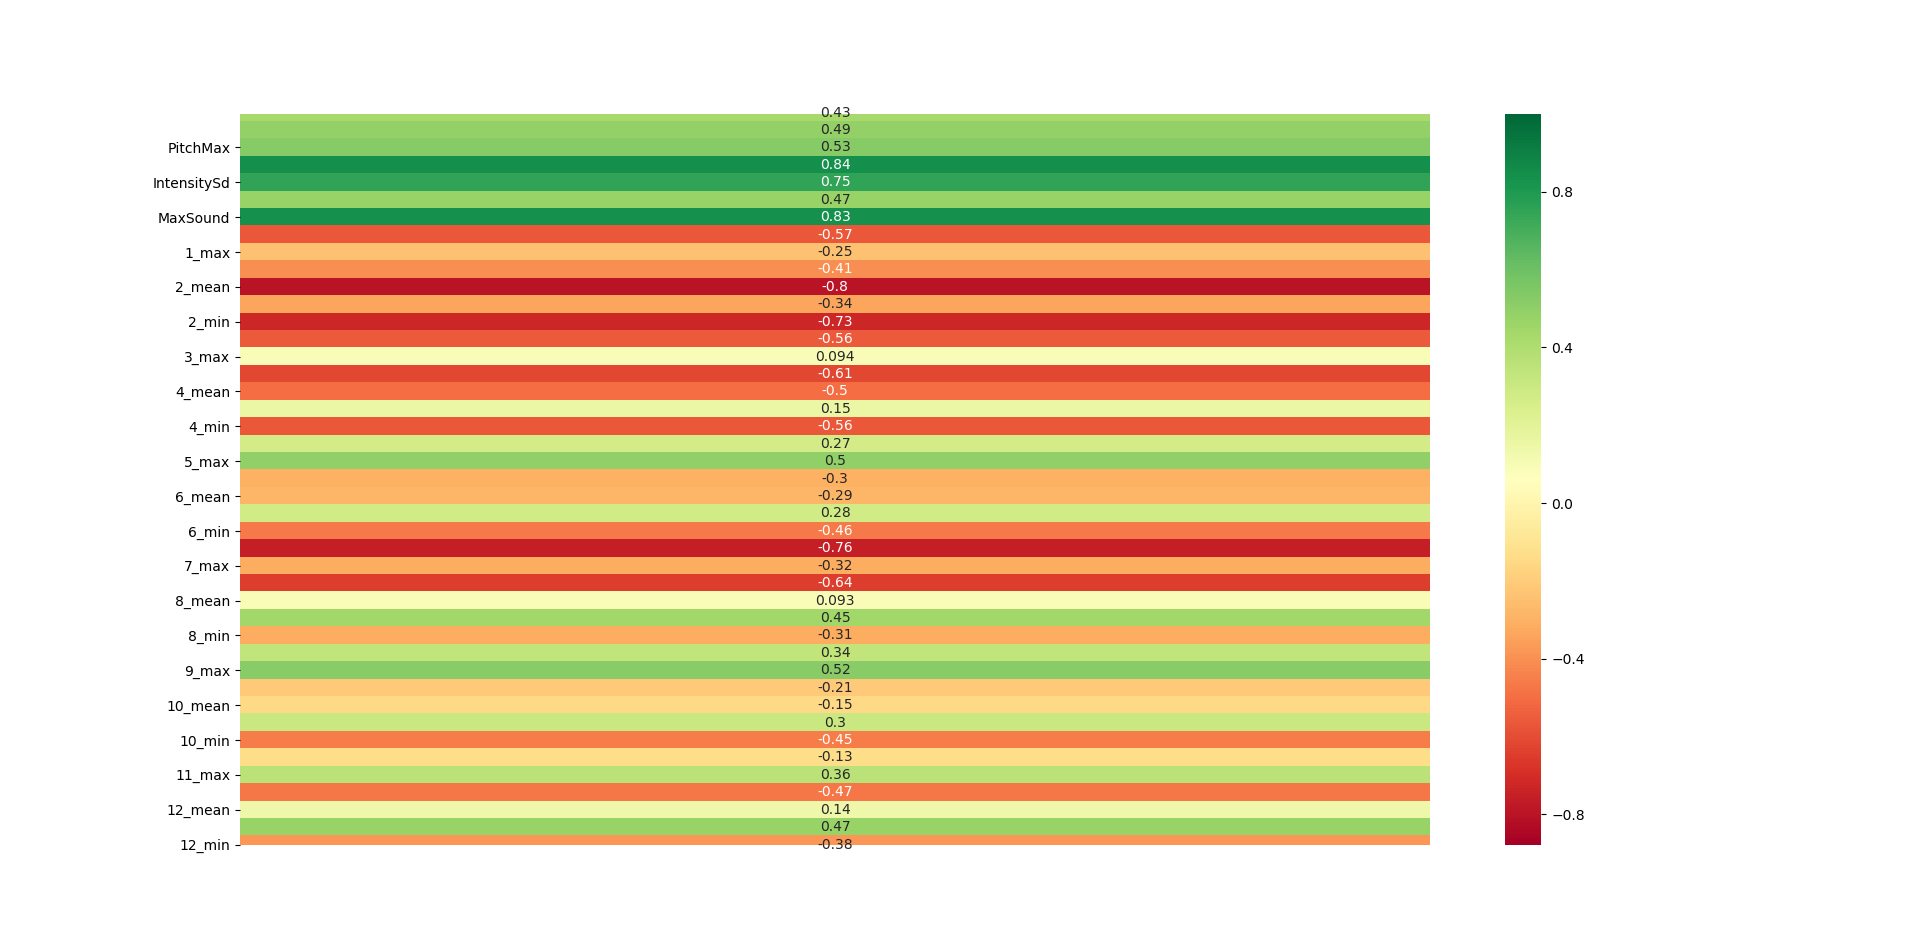 0.43
0.49
PitchMax 0.53
0.84
IntensitySd 0.75
0.8
0.47
MaxSound 0.83
-0.57
1_max -0.25
-0.41
2_mean -0.8
-0.34
2_min -0.73
-0.56
0.4
3_max 0.094
-0.61
4_mean -0.5
0.15
4_min -0.56
0.27
5_max 0.5
-0.3
6_mean -0.29
0.0
0.28
6_min -0.46
-0.76
7_max -0.32
-0.64
8_mean 0.093
0.45
8_min -0.31
0.34
−0.4
9_max 0.52
-0.21
10_mean -0.15
0.3
10_min -0.45
-0.13
11_max 0.36
-0.47
12_mean 0.14
−0.8
0.47
12_min -0.38